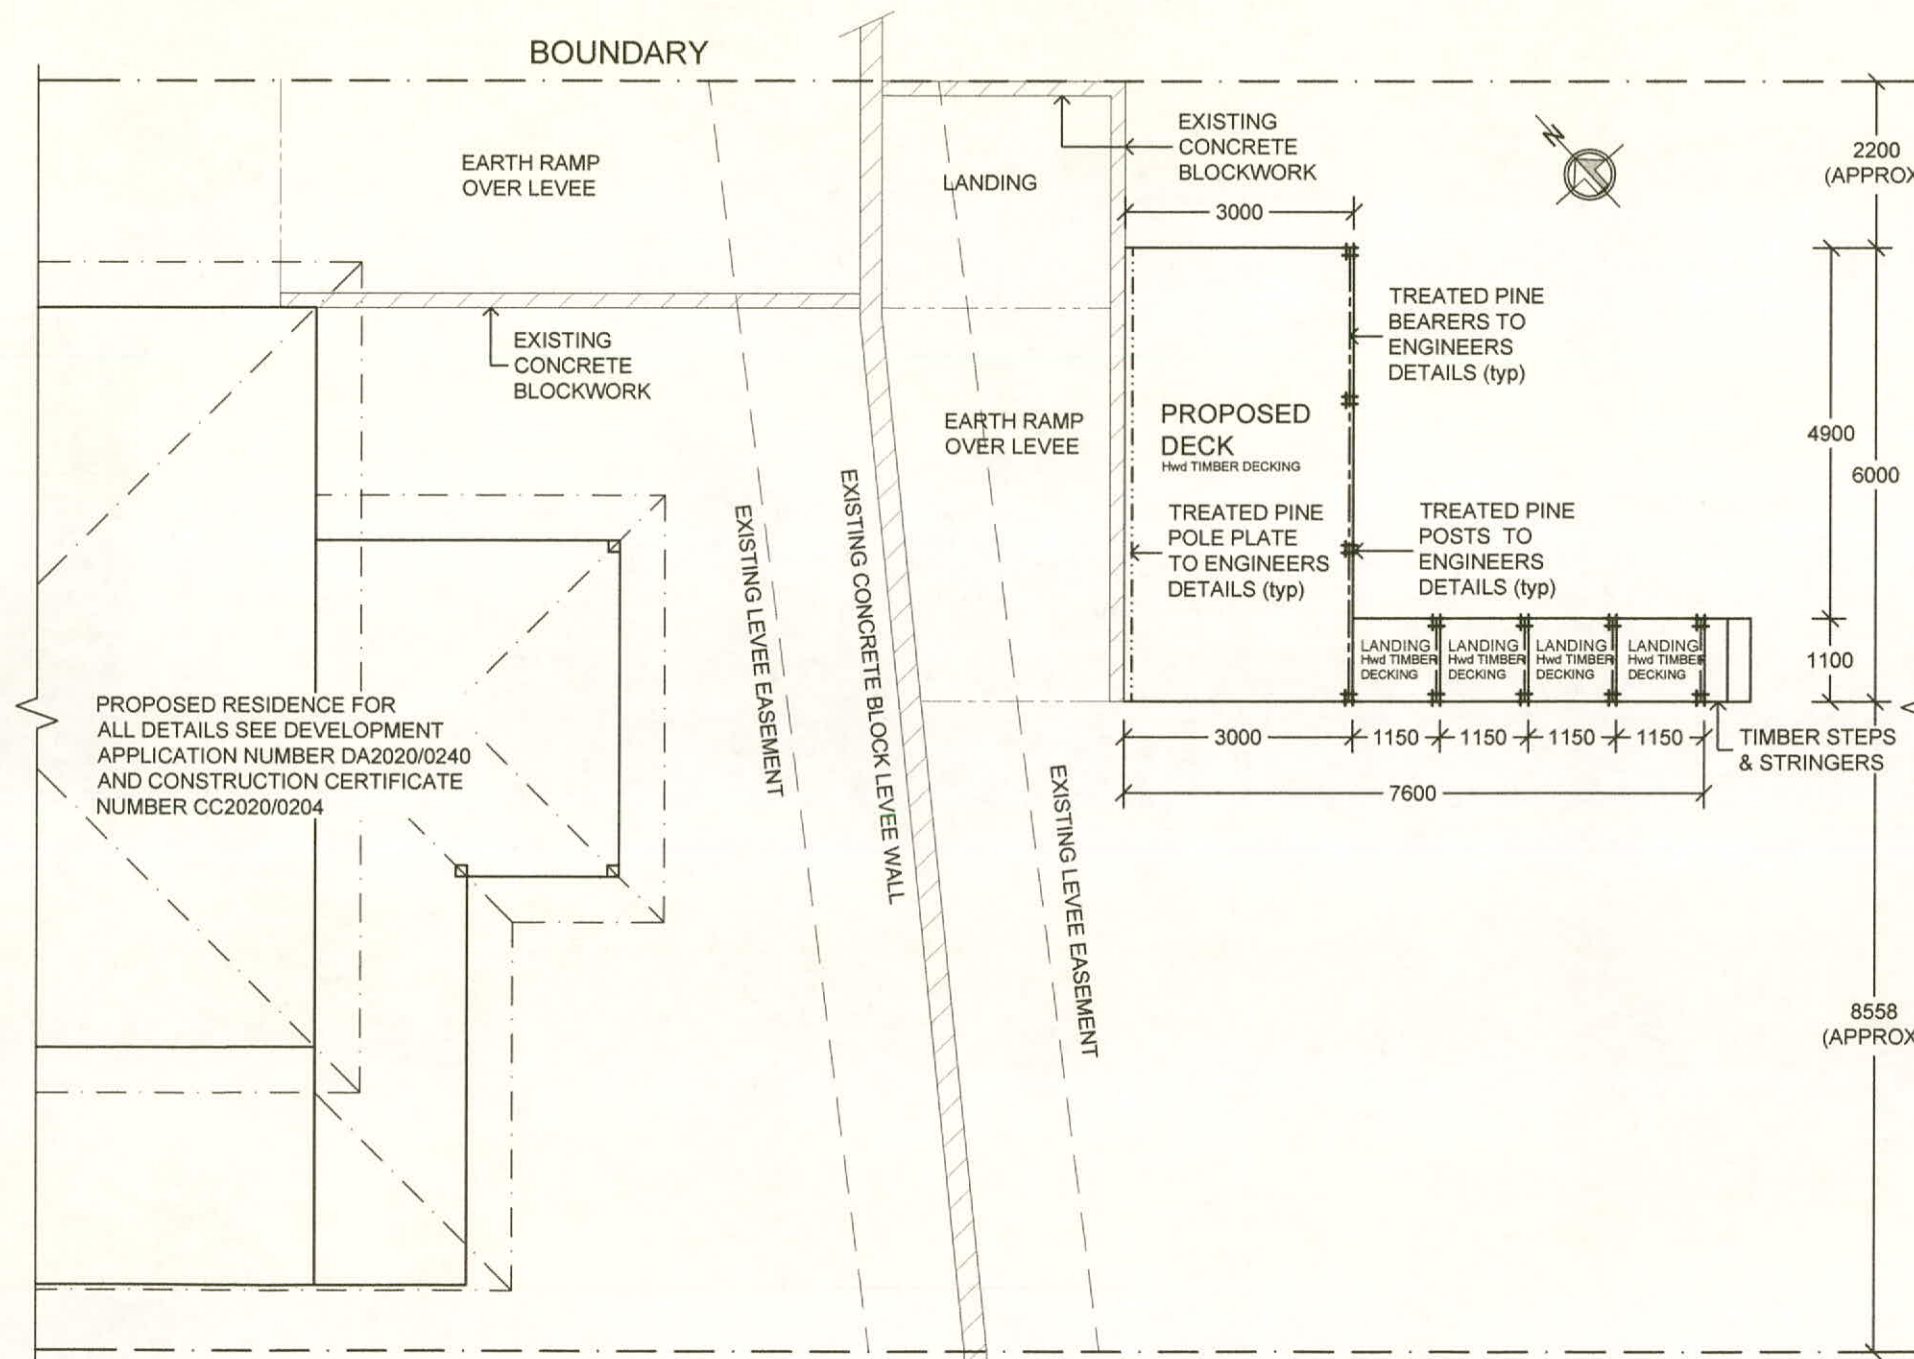 BOUNDARY
EARTH RAMP
OVER LEVEE
LANDING
EXISTING
CONCRETE
BLOCKWORK
N
2200
3000
TREATED PINE
BEARERS TO
ENGINEERS
DETAILS (typ)
EXISTING
CONCRETE
BLOCKWORK
EARTH RAMP
OVER LEVEE
PROPOSED
DECK
Hwd TIMBER DECKING
4900
6000
TREATED PINE
POLE PLATE
TO ENGINEERS
DETAILS (typ)
TREATED PINE
POSTS TO
ENGINEERS
DETAILS (typ)
EXISTING LEVEE EASEMENT
EXISTING CONCRETE BLOCK LEVEE WALL
EXISTING LEVEE EASEMENT
LANDING
Hwd TIMBER
DECKING
LANDING
Hwd TIMBER
DECKING
LANDING
Hwd TIMBER
DECKING
LANDING
Hwd TIMBER
DECKING
1100
PROPOSED RESIDENCE FOR
ALL DETAILS SEE DEVELOPMENT
APPLICATION NUMBER DA2020/0240
AND CONSTRUCTION CERTIFICATE
NUMBER CC2020/0204
3000
1150
1150
1150
1150
TIMBER STEPS
& STRINGERS
7600
8558